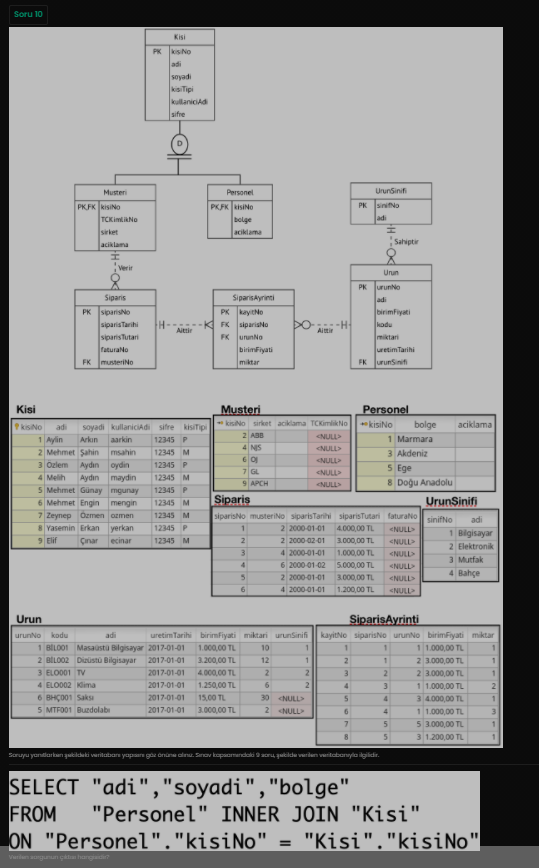 Soru 10
Kisi
PK kisiNo
adi
soyadi
kisiTipi
kullaniciAdi
sifre
D
Musteri
PK,FK kisiNo
TCKimlikNo
sirket
aciklama
Personel
PK,FK kisiNo
bolge
aciklama
UrunSinifi
PK sinifNo
adi
Sahiptir
Verir
Siparis
PK siparisNo
siparisTarihi
siparisTutari
faturaNo
FK musteriNo
Aittir
SiparisAyrinti
PK kayitNo
FK siparisNo
FK urunNo
birimFiyati
miktar
Aittir
Urun
PK urunNo
adi
birimFiyati
kodu
miktari
uretimTarihi
FK urunSinifi
Kisi
kisiNo adi soyadi kullaniciAdi sifre kisiTipi
1 Aylin Arkın aarkin 12345 P
2 Mehmet Şahin msahin 12345 M
3 Özlem Aydın oydin 12345 P
4 Melih Aydın maydin 12345 M
5 Mehmet Günay mgunay 12345 P
6 Mehmet Engin mengin 12345 M
7 Zeynep Özmen ozmen 12345 M
8 Yasemin Erkan yerkan 12345 P
9 Elif Çınar ecinar 12345 M
Musteri
kisiNo sirket aciklama TCKimlikNo
2 ABB <NULL>
4 NJS <NULL>
6 OJ <NULL>
7 GL <NULL>
9 APCH <NULL>
Personel
kisiNo bolge aciklama
1 Marmara
3 Akdeniz
5 Ege
8 Doğu Anadolu
Siparis
siparisNo musteriNo siparisTarihi siparisTutari faturaNo
1 2 2000-01-01 4.000,00 TL <NULL>
2 2 2000-02-01 3.000,00 TL <NULL>
3 4 2000-01-01 1.000,00 TL <NULL>
4 6 2000-01-02 5.000,00 TL <NULL>
5 2 2000-01-01 3.000,00 TL <NULL>
6 4 2000-01-01 1.200,00 TL <NULL>
UrunSinifi
sinifNo adi
1 Bilgisayar
2 Elektronik
3 Mutfak
4 Bahçe
Urun
urunNo kodu adi uretimTarihi birimFiyati miktari urunSinifi
1 BİL001 Masaüstü Bilgisayar 2017-01-01 1.000,00 TL 10 1
2 BİL002 Dizüstü Bilgisayar 2017-01-01 3.200,00 TL 12 1
3 ELO001 TV 2017-01-01 4.000,00 TL 2 2
4 ELO002 Klima 2017-01-01 1.250,00 TL 6 2
6 BHÇ001 Saksı 2017-01-01 15,00 TL 30 <NULL>
5 MTF001 Buzdolabı 2017-01-01 3.000,00 TL 2 <NULL>
SiparisAyrinti
kayitNo siparisNo urunNo birimFiyati miktar
1 1 1 1.000,00 TL 1
2 1 2 3.000,00 TL 1
3 2 2 3.000,00 TL 1
4 3 1 1.000,00 TL 2
5 4 3 4.000,00 TL 1
6 4 1 1.000,00 TL 3
7 5 5 3.000,00 TL 1
8 6 4 1.200,00 TL 1
Soruyu yanıtlarken şekildeki veritabanı yapısını göz önüne alınız. Sınav kapsamındaki 9 soru, şekilde verilen veritabanıyla ilgilidir.
SELECT "adi","soyadi","bolge"
FROM "Personel" INNER JOIN "Kisi"
ON "Personel"."kisiNo" = "Kisi"."kisiNo"
Verilen sorgunun çıktısı hangisidir?